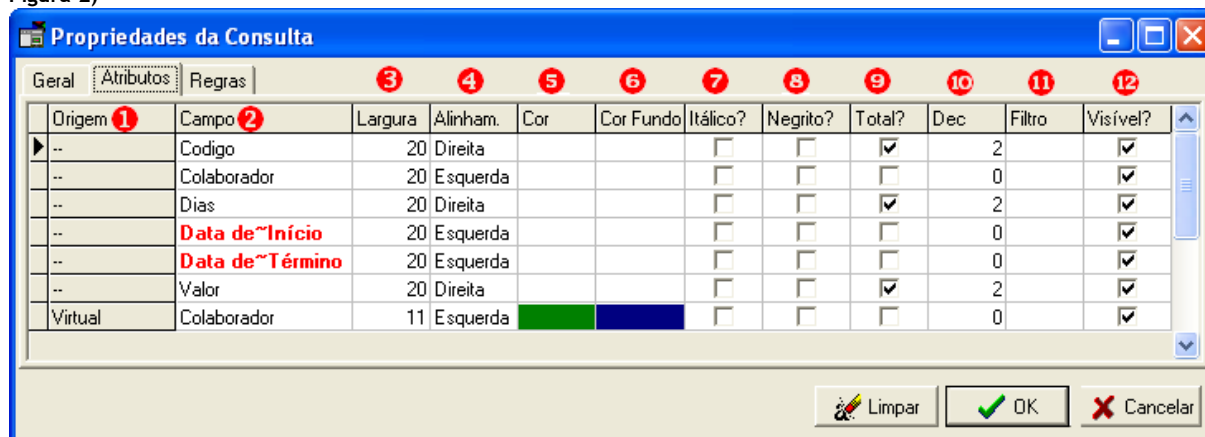 Figura 2)
Propriedades da Consulta
Geral Atributos Regras 3 4 5 6 7 8 9 10 11 12
Origem 1 Campo 2 Largura Alinham. Cor Cor Fundo Itálico? Negrito? Total? Dec Filtro Visível?
-- Codigo 20 Direita 2
-- Colaborador 20 Esquerda 0
-- Dias 20 Direita 2
-- Data de~Início 20 Esquerda 0
-- Data de~Término 20 Esquerda 0
-- Valor 20 Direita 2
Virtual Colaborador 11 Esquerda 0
Limpar OK Cancelar